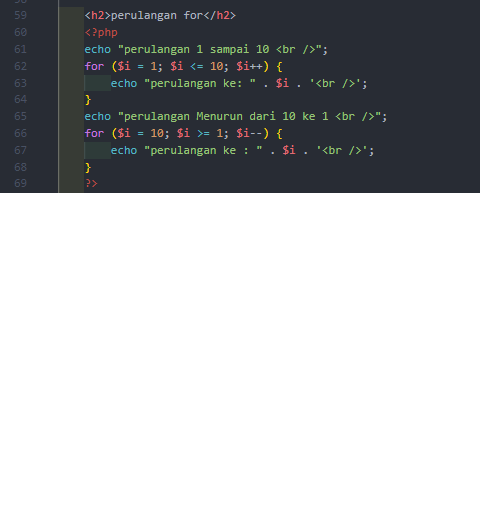 59 <h2>perulangan for</h2>
60 <?php
61 echo "perulangan 1 sampai 10 <br />";
62 for ($i = 1; $i <= 10; $i++) {
63 echo "perulangan ke: " . $i . '<br />';
64 }
65 echo "perulangan Menurun dari 10 ke 1 <br />";
66 for ($i = 10; $i >= 1; $i--) {
67 echo "perulangan ke : " . $i . '<br />';
68 }
69 ?>